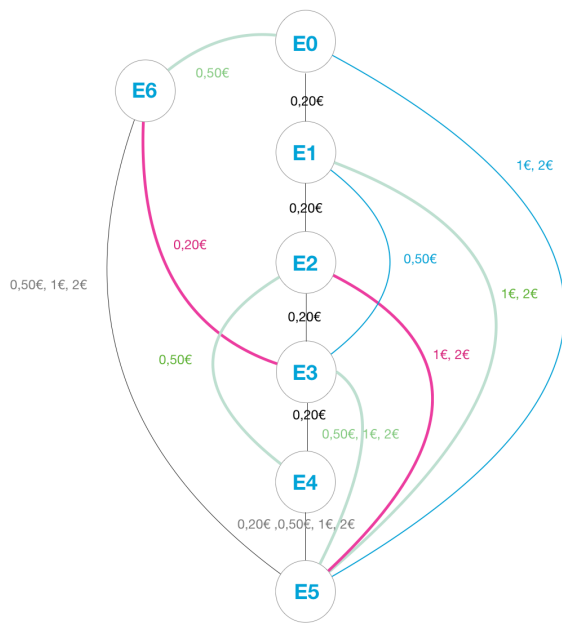 E0
0,50€
E6
0,20€
E1
1€, 2€
0,20€
0,20€
E2
0,50€
0,50€, 1€, 2€
1€, 2€
0,20€
0,50€
1€, 2€
E3
0,20€
0,50€, 1€, 2€
E4
0,20€ ,0,50€, 1€, 2€
E5